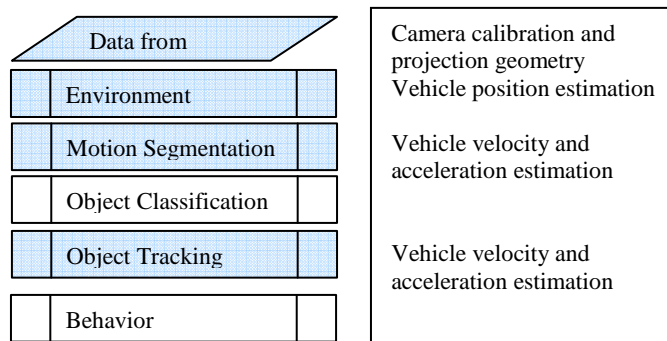 Data from
Environment
Motion Segmentation
Object Classification
Object Tracking
Behavior
Camera calibration and
projection geometry
Vehicle position estimation
Vehicle velocity and
acceleration estimation
Vehicle velocity and
acceleration estimation